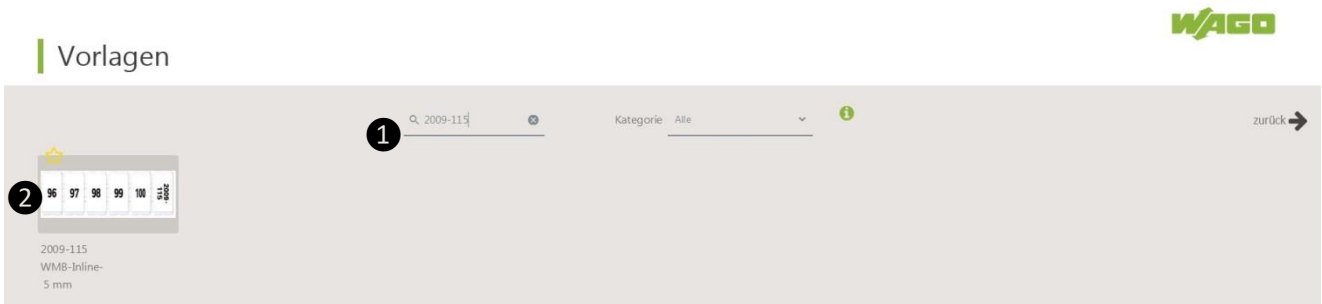 WAGO
Vorlagen
1
2009-115
Kategorie Alle
zurück
2
96 97 98 99 100 2009-115
2009-115
WMB-Inline-
5 mm